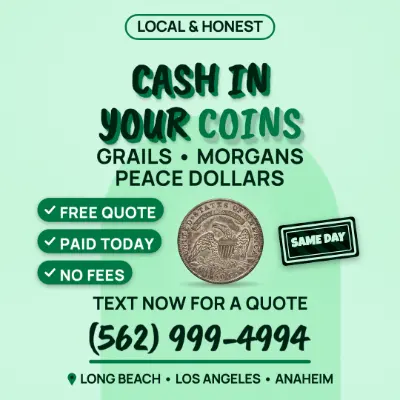 LOCAL & HONEST
CASH IN
YOUR COINS
GRAILS • MORGANS
PEACE DOLLARS
FREE QUOTE
PAID TODAY
NO FEES
SAME DAY
TEXT NOW FOR A QUOTE
(562) 999-4994
LONG BEACH • LOS ANGELES • ANAHEIM